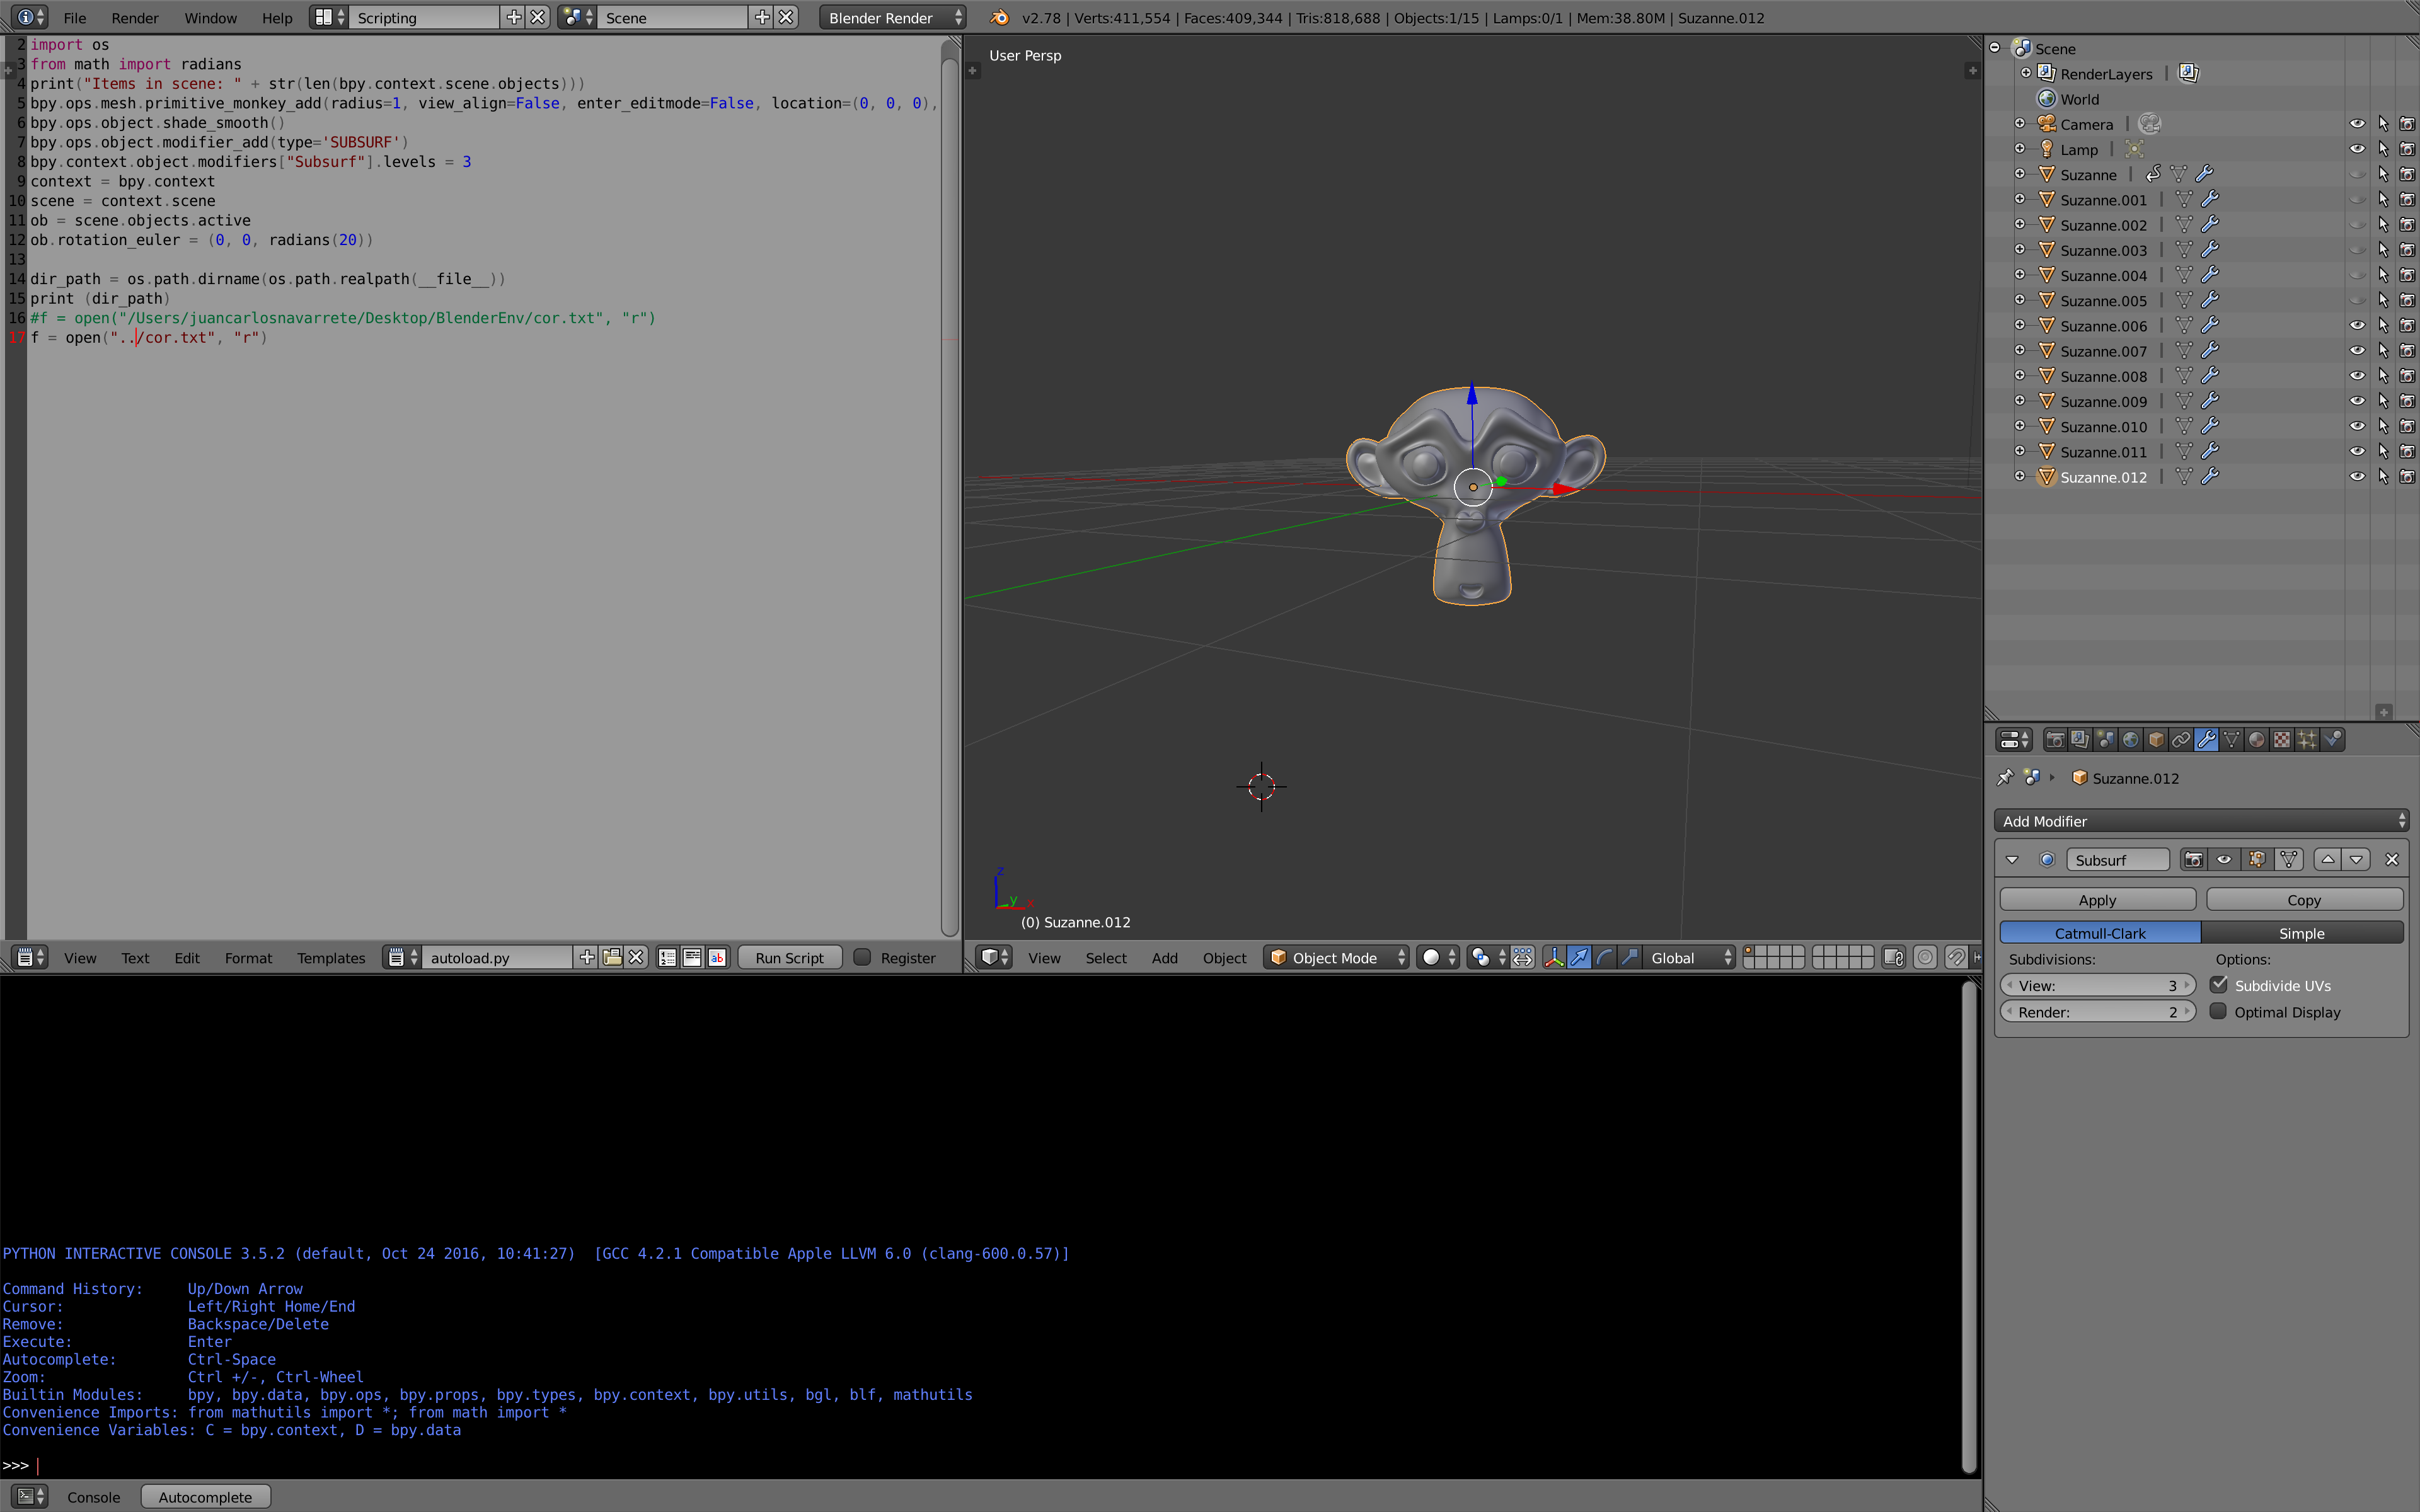 File Render Window Help Scripting Scene Blender Render v2.78 | Verts:411,554 | Faces:409,344 | Tris:818,688 | Objects:1/15 | Lamps:0/1 | Mem:38.80M | Suzanne.012
2 import os
3 from math import radians
4 print("Items in scene: " + str(len(bpy.context.scene.objects)))
5 bpy.ops.mesh.primitive_monkey_add(radius=1, view_align=False, enter_editmode=False, location=(0, 0, 0),
6 bpy.ops.object.shade_smooth()
7 bpy.ops.object.modifier_add(type='SUBSURF')
8 bpy.context.object.modifiers["Subsurf"].levels = 3
9 context = bpy.context
10 scene = context.scene
11 ob = scene.objects.active
12 ob.rotation_euler = (0, 0, radians(20))
13
14 dir_path = os.path.dirname(os.path.realpath(__file__))
15 print (dir_path)
16 #f = open("/Users/juancarlosnavarrete/Desktop/BlenderEnv/cor.txt", "r")
17 f = open("../cor.txt", "r")
View Text Edit Format Templates autoload.py Run Script Register
User Persp
z
y x
(0) Suzanne.012
View Select Add Object Object Mode Global
Scene
RenderLayers
World
Camera
Lamp
Suzanne
Suzanne.001
Suzanne.002
Suzanne.003
Suzanne.004
Suzanne.005
Suzanne.006
Suzanne.007
Suzanne.008
Suzanne.009
Suzanne.010
Suzanne.011
Suzanne.012
Suzanne.012
Add Modifier
Subsurf
Apply Copy
Catmull-Clark Simple
Subdivisions: Options:
View: 3 Subdivide UVs
Render: 2 Optimal Display
PYTHON INTERACTIVE CONSOLE 3.5.2 (default, Oct 24 2016, 10:41:27)  [GCC 4.2.1 Compatible Apple LLVM 6.0 (clang-600.0.57)]
Command History: Up/Down Arrow
Cursor: Left/Right Home/End
Remove: Backspace/Delete
Execute: Enter
Autocomplete: Ctrl-Space
Zoom: Ctrl +/-, Ctrl-Wheel
Builtin Modules: bpy, bpy.data, bpy.ops, bpy.props, bpy.types, bpy.context, bpy.utils, bgl, blf, mathutils
Convenience Imports: from mathutils import *; from math import *
Convenience Variables: C = bpy.context, D = bpy.data
>>>
Console Autocomplete